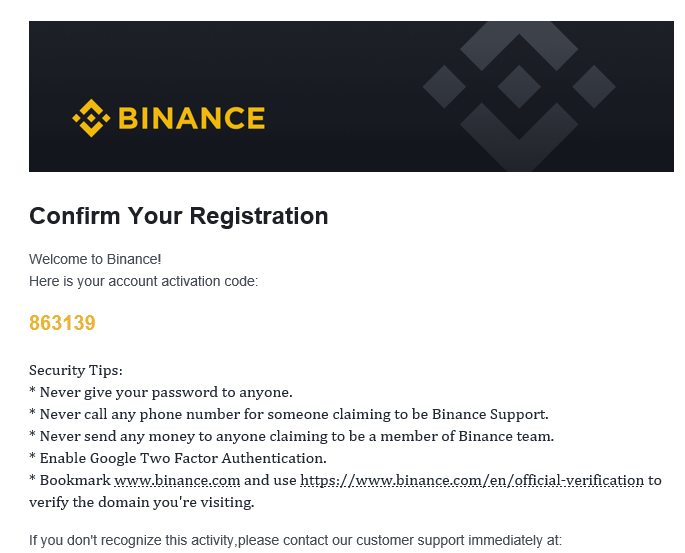 BINANCE
Confirm Your Registration
Welcome to Binance!
Here is your account activation code:
863139
Security Tips:
* Never give your password to anyone.
* Never call any phone number for someone claiming to be Binance Support.
* Never send any money to anyone claiming to be a member of Binance team.
* Enable Google Two Factor Authentication.
* Bookmark www.binance.com and use https://www.binance.com/en/official-verification to
verify the domain you're visiting.
If you don't recognize this activity,please contact our customer support immediately at: